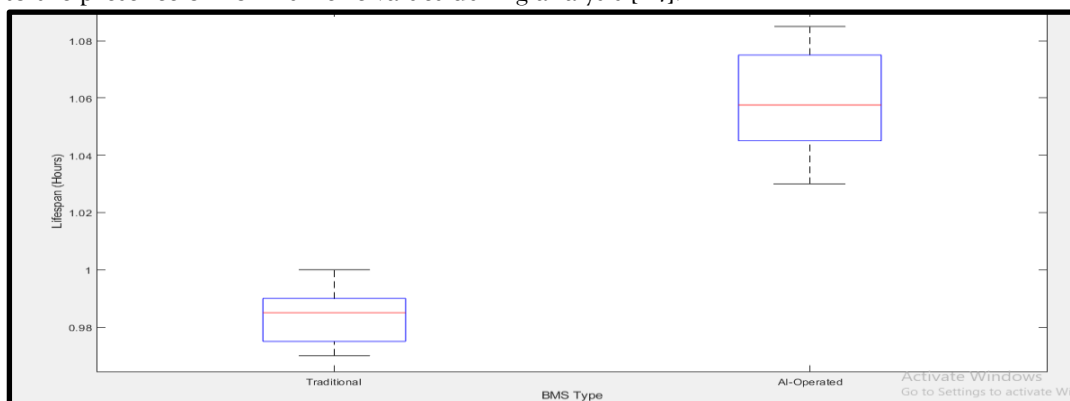 1.08
1.06
1.04
1.02
1
0.98
Lifespan (Hours)
Traditional
AI-Operated
BMS Type
Activate Windows
Go to Settings to activate Wi